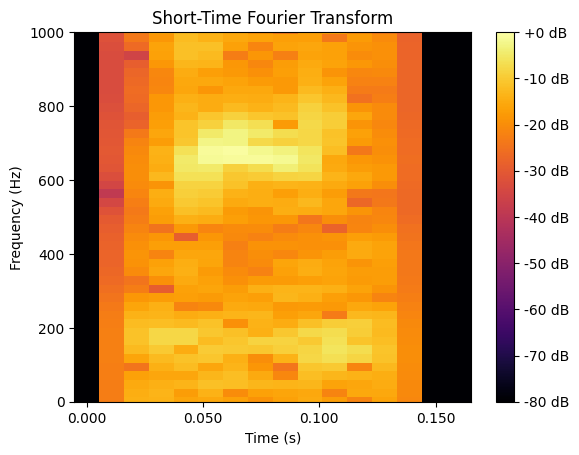 Short-Time Fourier Transform
1000
800
600
400
200
0
Frequency (Hz)
0.000
0.050
0.100
0.150
Time (s)
+0 dB
-10 dB
-20 dB
-30 dB
-40 dB
-50 dB
-60 dB
-70 dB
-80 dB